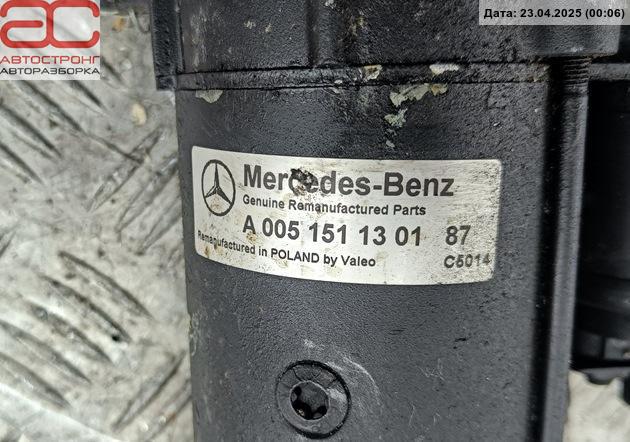 Дата: 23.04.2025 (00:06)
АС
АВТОСТРОНГ
АВТОРАЗБОРКА
Mercedes-Benz
Genuine Remanufactured Parts
A 005 151 13 01 87
Remanufactured in POLAND by Valeo C5014